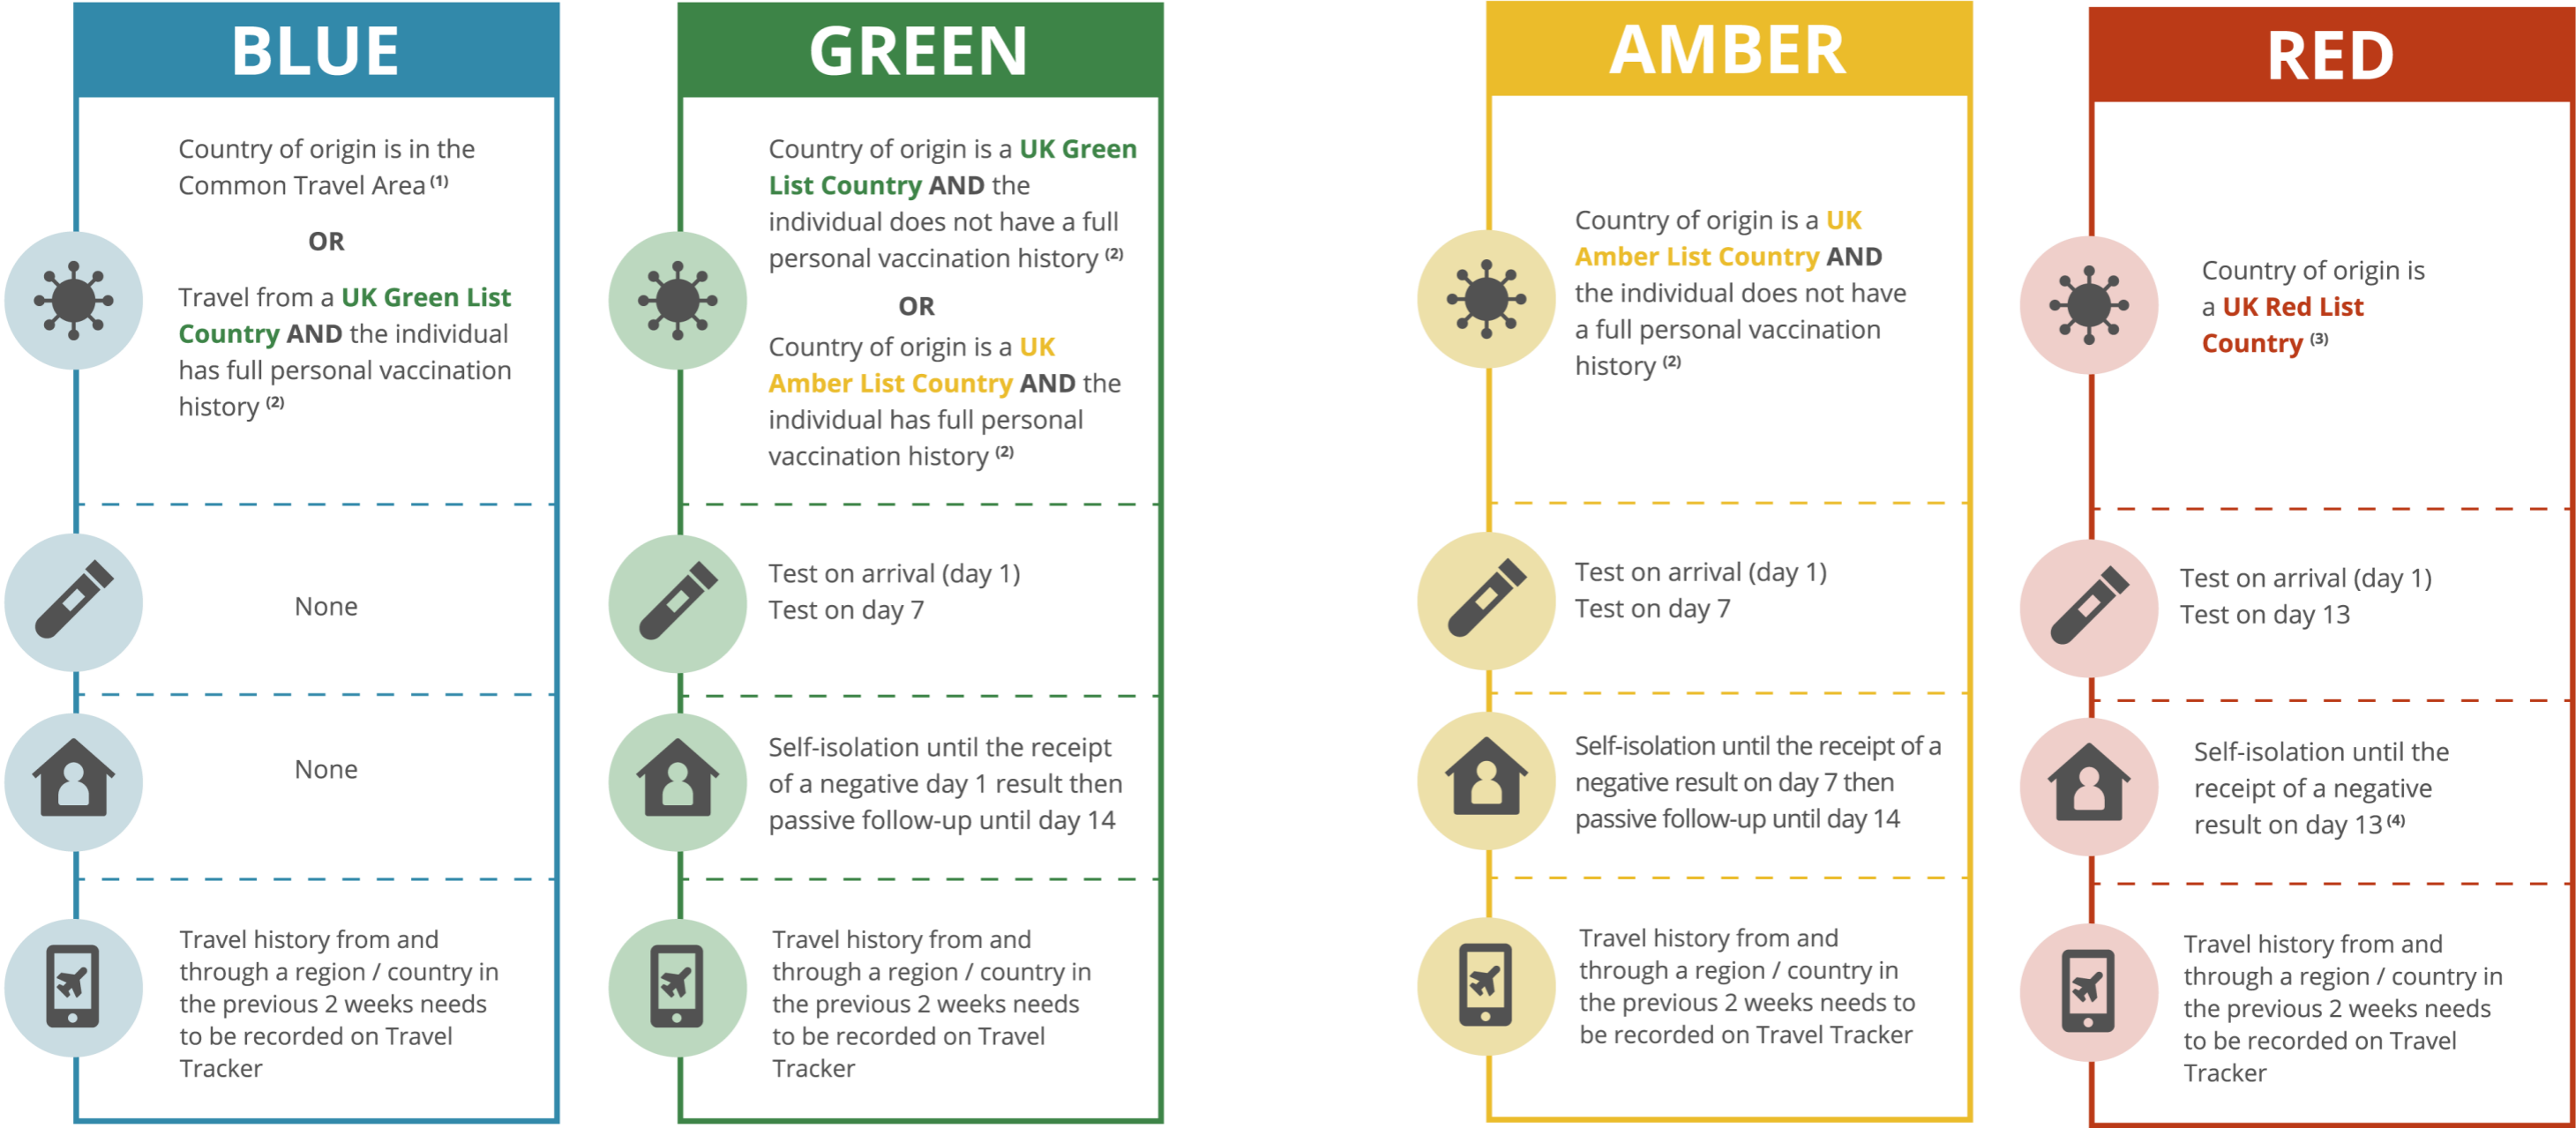 BLUE
Country of origin is in the
Common Travel Area (1)
OR
Travel from a UK Green List
Country AND the individual
has full personal vaccination
history (2)
None
None
Travel history from and
through a region / country in
the previous 2 weeks needs
to be recorded on Travel
Tracker
GREEN
Country of origin is a UK Green
List Country AND the
individual does not have a full
personal vaccination history (2)
OR
Country of origin is a UK
Amber List Country AND the
individual has full personal
vaccination history (2)
Test on arrival (day 1)
Test on day 7
Self-isolation until the receipt
of a negative day 1 result then
passive follow-up until day 14
Travel history from and
through a region / country in
the previous 2 weeks needs
to be recorded on Travel
Tracker
AMBER
Country of origin is a UK
Amber List Country AND
the individual does not have
a full personal vaccination
history (2)
Test on arrival (day 1)
Test on day 7
Self-isolation until the receipt of a
negative result on day 7 then
passive follow-up until day 14
Travel history from and
through a region / country in
the previous 2 weeks needs to
be recorded on Travel Tracker
RED
Country of origin is
a UK Red List
Country (3)
Test on arrival (day 1)
Test on day 13
Self-isolation until the
receipt of a negative
result on day 13 (4)
Travel history from and
through a region / country in
the previous 2 weeks needs
to be recorded on Travel
Tracker